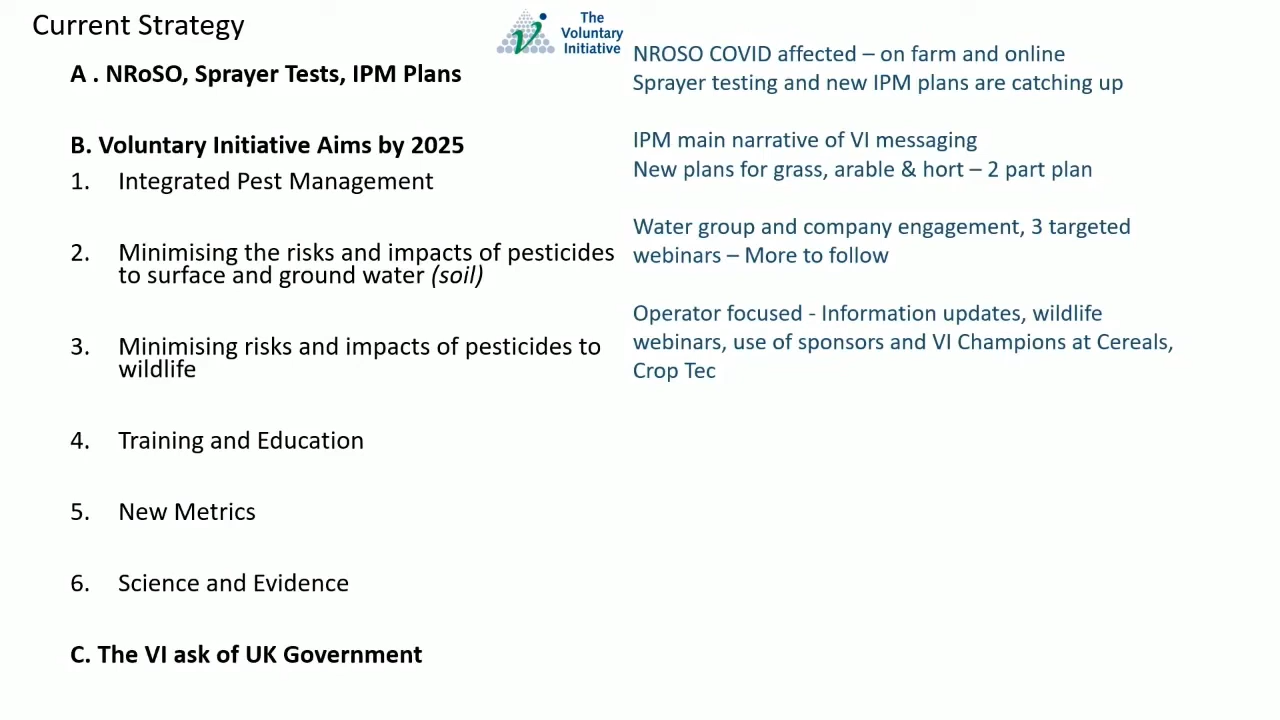 Current Strategy
The
Voluntary
Initiative
A . NRoSO, Sprayer Tests, IPM Plans
NROSO COVID affected – on farm and online
Sprayer testing and new IPM plans are catching up
B. Voluntary Initiative Aims by 2025
1. Integrated Pest Management
IPM main narrative of VI messaging
New plans for grass, arable & hort – 2 part plan
2. Minimising the risks and impacts of pesticides
to surface and ground water (soil)
Water group and company engagement, 3 targeted
webinars – More to follow
3. Minimising risks and impacts of pesticides to
wildlife
Operator focused - Information updates, wildlife
webinars, use of sponsors and VI Champions at Cereals,
Crop Tec
4. Training and Education
5. New Metrics
6. Science and Evidence
C. The VI ask of UK Government